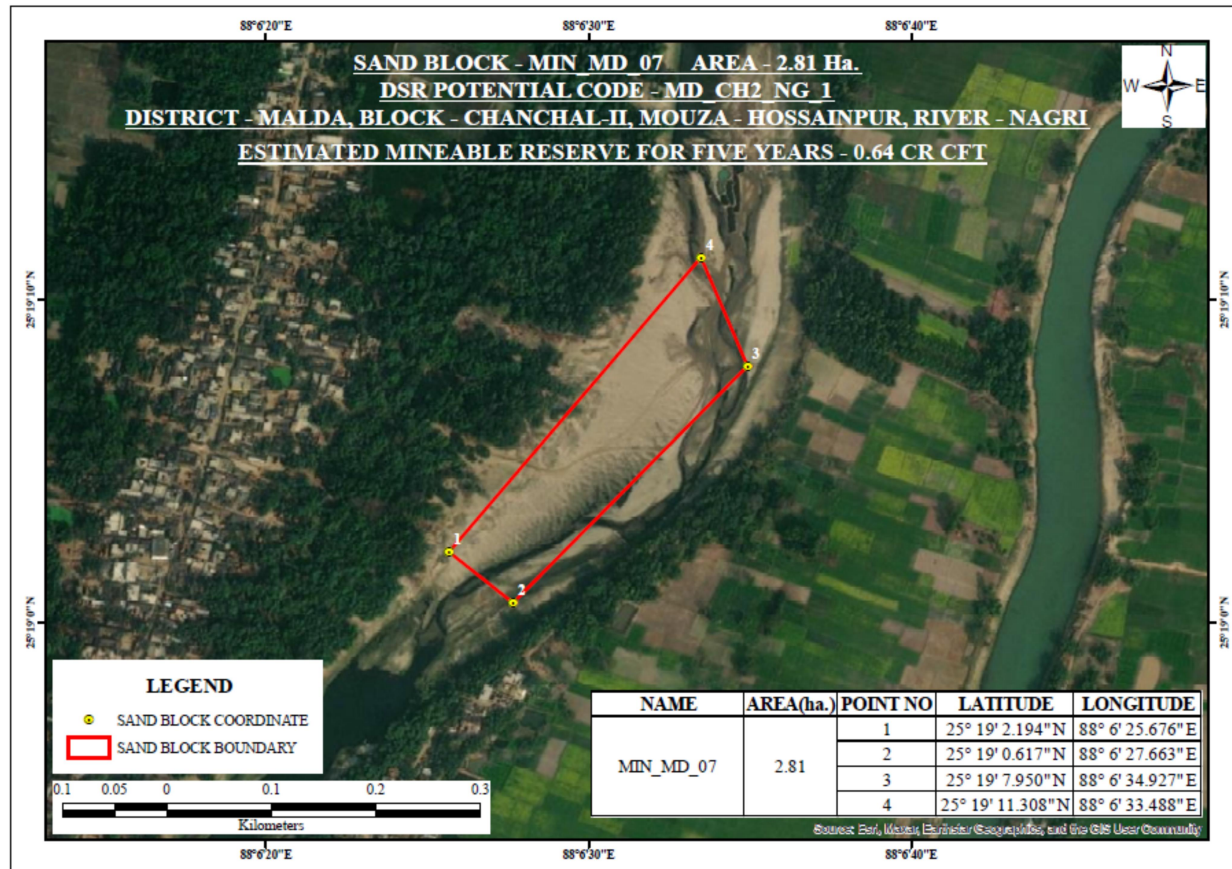 88°6'20"E 88°6'30"E 88°6'40"E
SAND BLOCK - MIN_MD_07 AREA - 2.81 Ha.
DSR POTENTIAL CODE - MD_CH2_NG_1
DISTRICT - MALDA, BLOCK - CHANCHAL-II, MOUZA - HOSSAINPUR, RIVER - NAGRI
ESTIMATED MINEABLE RESERVE FOR FIVE YEARS - 0.64 CR CFT
N
W E
S
4
25°19'10"N 25°19'10"N
3
1
2
25°19'0"N 25°19'0"N
LEGEND
SAND BLOCK COORDINATE
SAND BLOCK BOUNDARY
0.1 0.05 0 0.1 0.2 0.3
Kilometers
NAME AREA(ha.) POINT NO LATITUDE LONGITUDE
MIN_MD_07 2.81
1 25° 19' 2.194"N 88° 6' 25.676"E
2 25° 19' 0.617"N 88° 6' 27.663"E
3 25° 19' 7.950"N 88° 6' 34.927"E
4 25° 19' 11.308"N 88° 6' 33.488"E
Source: Esri, Maxar, Earthstar Geographics, and the GIS User Community
88°6'20"E 88°6'30"E 88°6'40"E